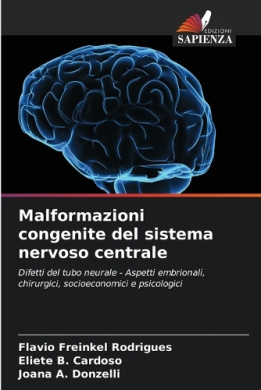 EDIZIONI
SAPIENZA
Malformazioni
congenite del sistema
nervoso centrale
Difetti del tubo neurale - Aspetti embrionali,
chirurgici, socioeconomici e psicologici
Flavio Freinkel Rodrigues
Eliete B. Cardoso
Joana A. Donzelli